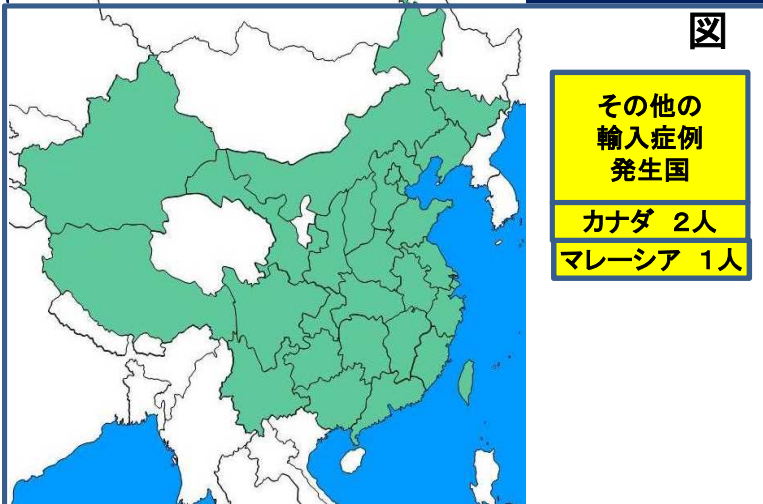 図
その他の
輸入症例
発生国
カナダ　２人
マレーシア　１人